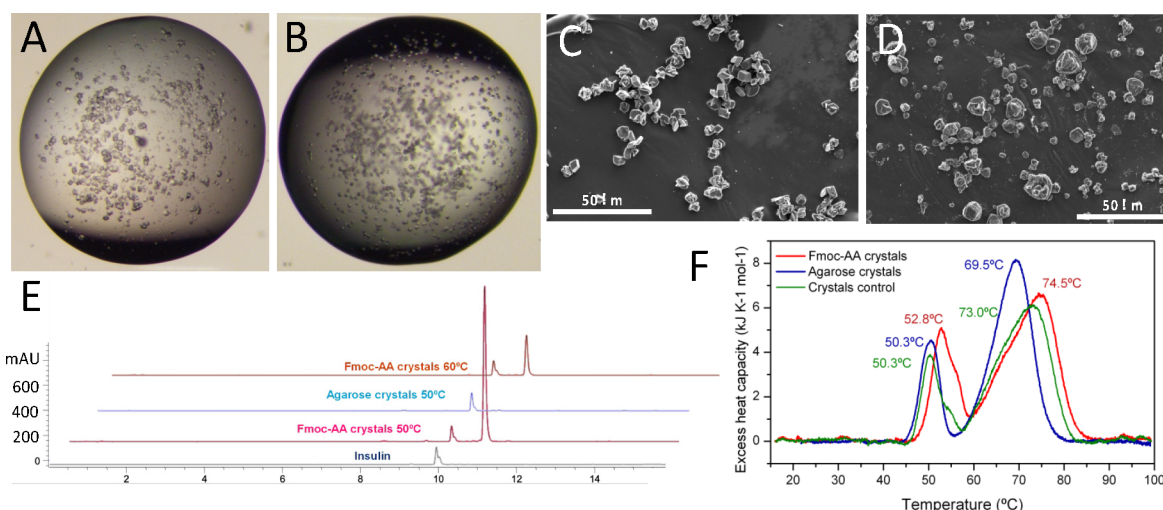 A
B
C
D
50 ! m
50 ! m
E
mAU
600
400
200
0
Fmoc-AA crystals 60ºC
Agarose crystals 50ºC
Fmoc-AA crystals 50ºC
Insulin
2 4 6 8 10 12 14
F
Fmoc-AA crystals
Agarose crystals
Crystals control
69.5ºC
74.5ºC
73.0ºC
52.8ºC
50.3ºC
50.3ºC
Excess heat capacity (kJ K-1 mol-1)
8
6
4
2
0
20 30 40 50 60 70 80 90 100
Temperature (ºC)